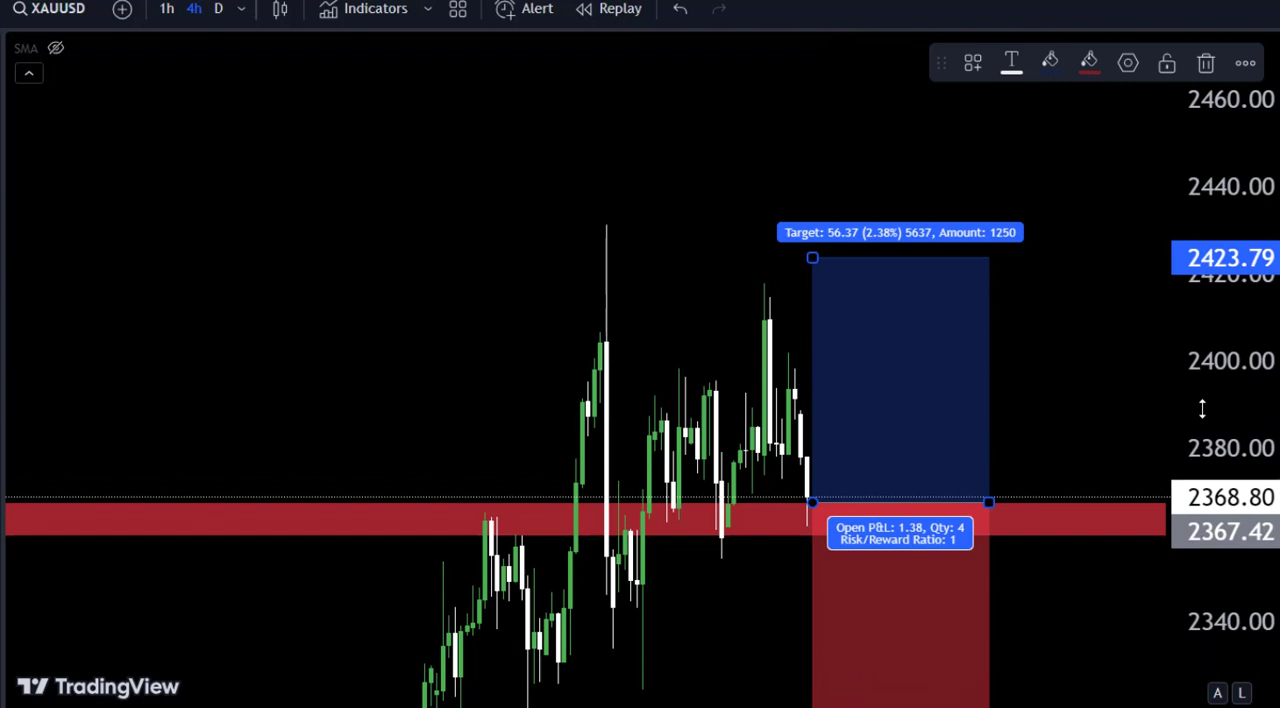 XAUUSD 1h 4h D Indicators Alert Replay
SMA
T
2460.00
2440.00
Target: 56.37 (2.38%) 5637, Amount: 1250
2423.79
2420.00
2400.00
2380.00
2368.80
Open P&L: 1.38, Qty: 4
Risk/Reward Ratio: 1
2367.42
2340.00
TradingView
A L